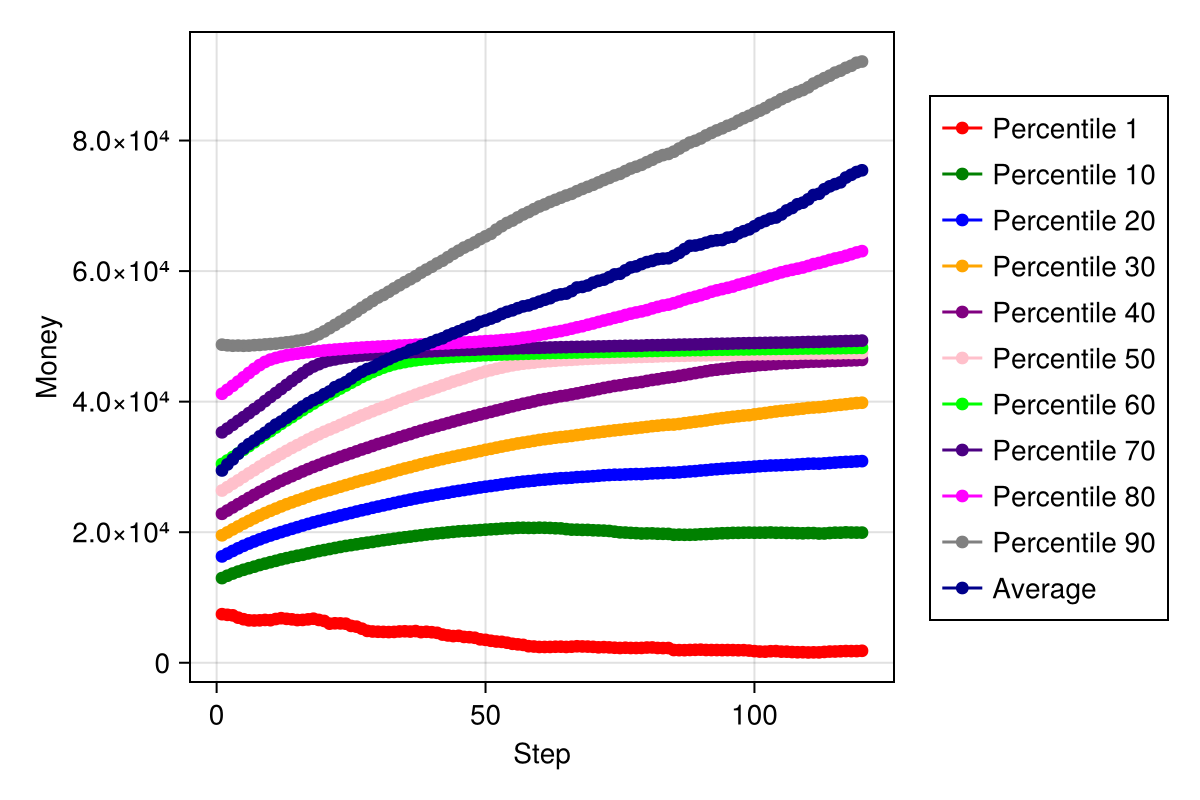 8.0×10⁴
6.0×10⁴
4.0×10⁴
2.0×10⁴
0
Money
0 50 100
Step
Percentile 1
Percentile 10
Percentile 20
Percentile 30
Percentile 40
Percentile 50
Percentile 60
Percentile 70
Percentile 80
Percentile 90
Average